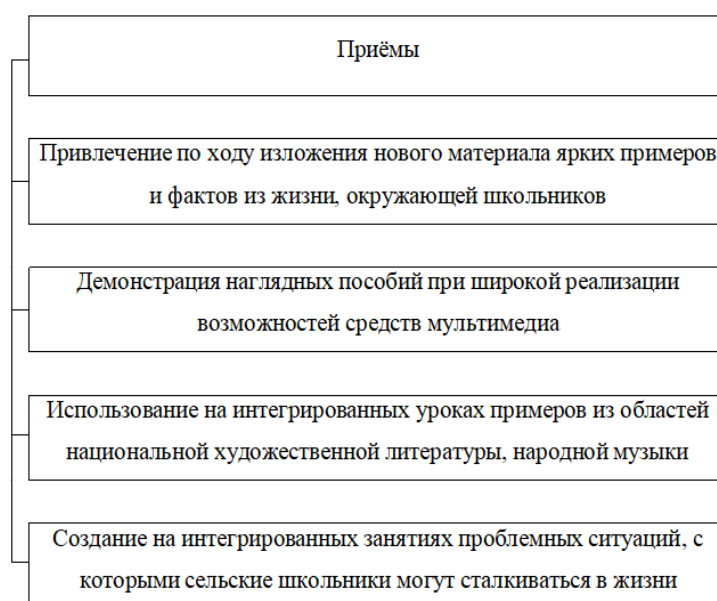 Приёмы
Привлечение по ходу изложения нового материала ярких примеров
и фактов из жизни, окружающей школьников
Демонстрация наглядных пособий при широкой реализации
возможностей средств мультимедиа
Использование на интегрированных уроках примеров из областей
национальной художественной литературы, народной музыки
Создание на интегрированных занятиях проблемных ситуаций, с
которыми сельские школьники могут сталкиваться в жизни